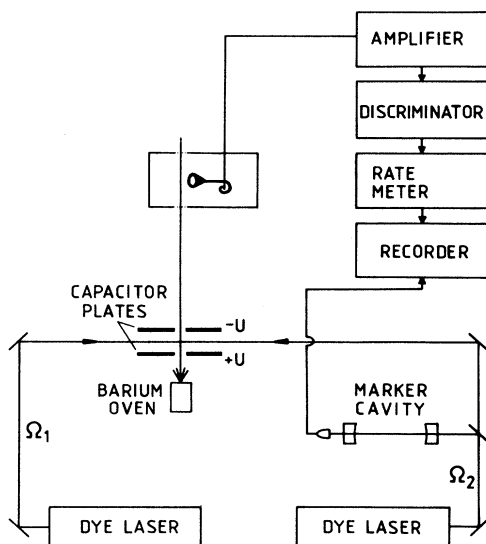 AMPLIFIER
DISCRIMINATOR
RATE
METER
RECORDER
CAPACITOR
PLATES
-U
+U
BARIUM
OVEN
MARKER
CAVITY
Ω1
Ω2
DYE LASER
DYE LASER